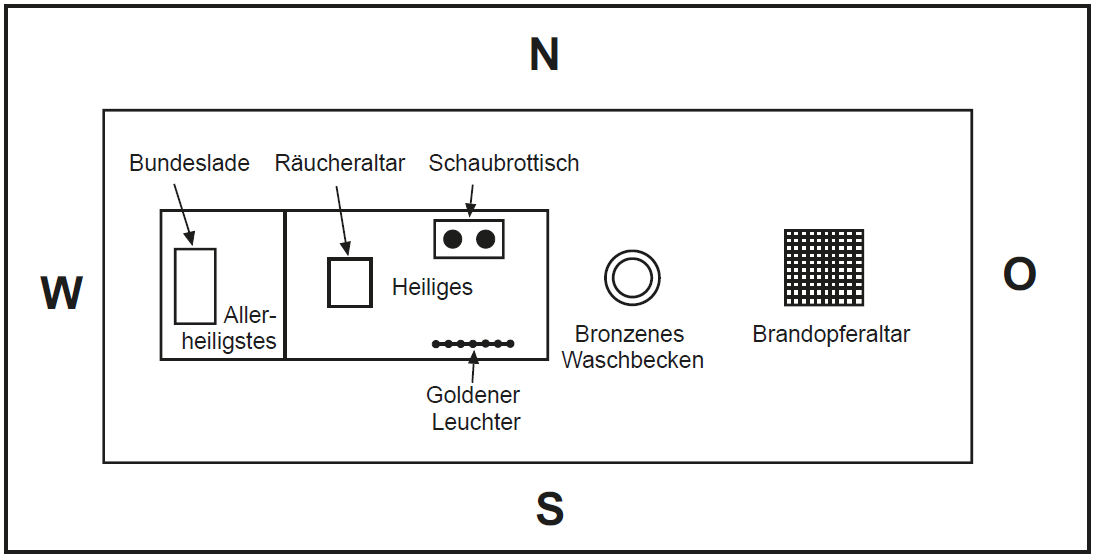 N
Bundeslade
Räucheraltar
Schaubrottisch
W
Heiliges
O
Aller-
heiligstes
Bronzenes
Waschbecken
Brandopferaltar
Goldener
Leuchter
S